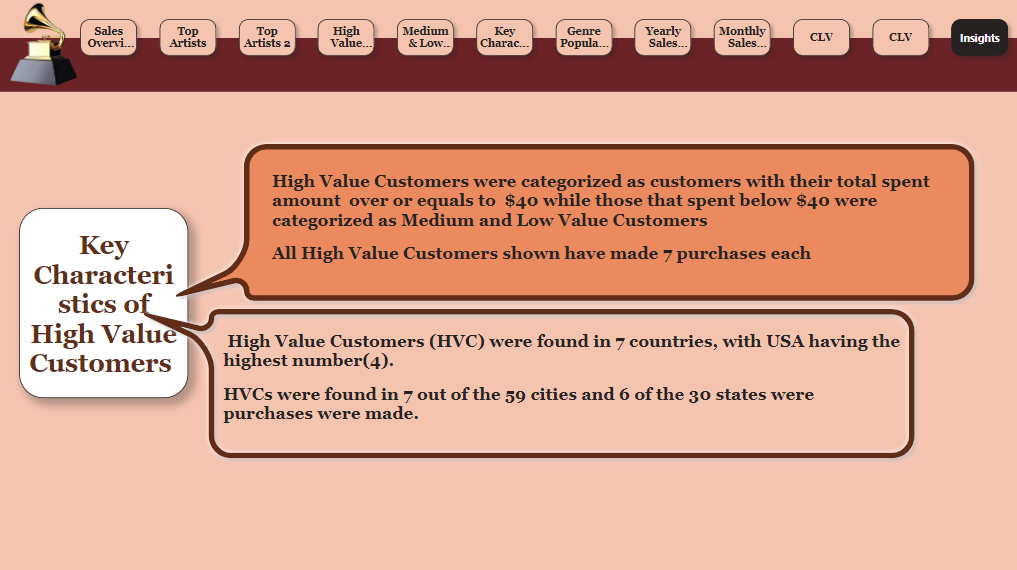 Sales
Overvi...
Top
Artists
Top
Artists 2
High
Value...
Medium
& Low...
Key
Charac...
Genre
Popula...
Yearly
Sales...
Monthly
Sales...
CLV
CLV
Insights
High Value Customers were categorized as customers with their total spent
amount  over or equals to  $40 while those that spent below $40 were
categorized as Medium and Low Value Customers
All High Value Customers shown have made 7 purchases each
Key
Characteri
stics of
High Value
Customers
High Value Customers (HVC) were found in 7 countries, with USA having the
highest number(4).
HVCs were found in 7 out of the 59 cities and 6 of the 30 states were
purchases were made.